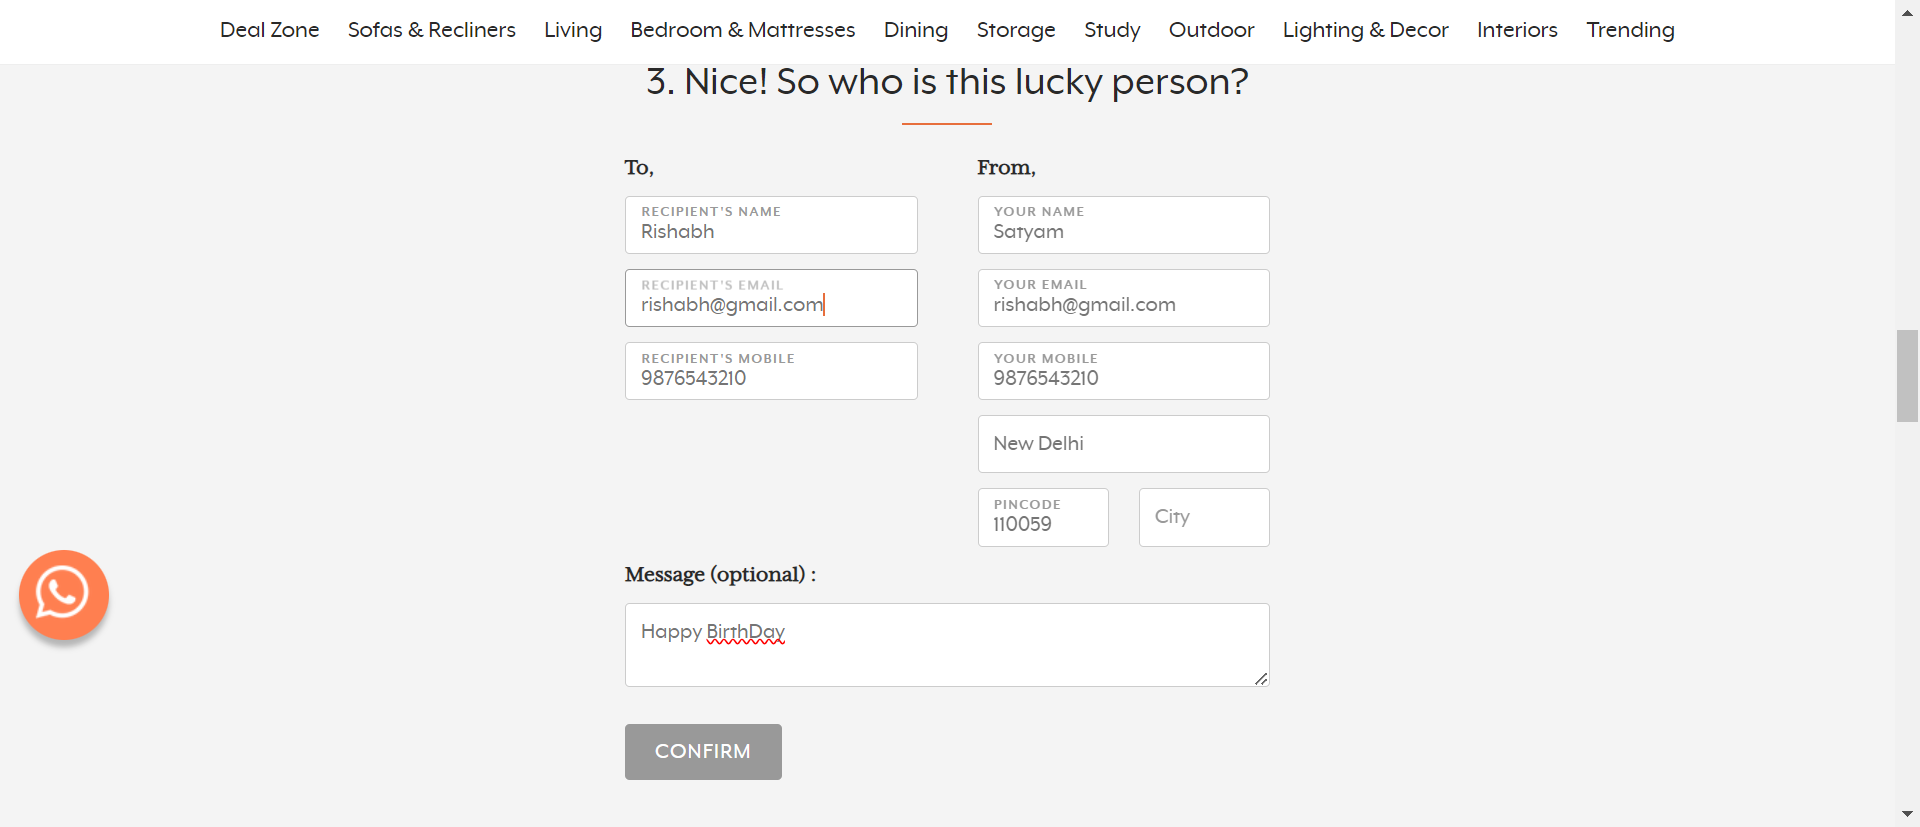 Deal Zone Sofas & Recliners Living Bedroom & Mattresses Dining Storage Study Outdoor Lighting & Decor Interiors Trending
3. Nice! So who is this lucky person?
To,
RECIPIENT'S NAME
Rishabh
RECIPIENT'S EMAIL
rishabh@gmail.com
RECIPIENT'S MOBILE
9876543210
From,
YOUR NAME
Satyam
YOUR EMAIL
rishabh@gmail.com
YOUR MOBILE
9876543210
New Delhi
PINCODE
110059
City
Message (optional) :
Happy BirthDay
CONFIRM